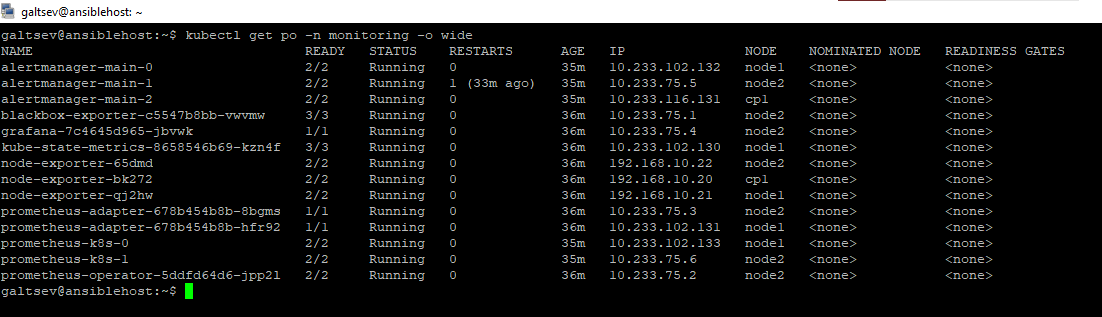 galtsev@ansiblehost: ~
galtsev@ansiblehost:~$ kubectl get po -n monitoring -o wide
NAME READY STATUS RESTARTS AGE IP NODE NOMINATED NODE READINESS GATES
alertmanager-main-0 2/2 Running 0 35m 10.233.102.132 node1 <none> <none>
alertmanager-main-1 2/2 Running 1 (33m ago) 35m 10.233.75.5 node2 <none> <none>
alertmanager-main-2 2/2 Running 0 35m 10.233.116.131 cp1 <none> <none>
blackbox-exporter-c5547b8bb-vwvmw 3/3 Running 0 36m 10.233.75.1 node2 <none> <none>
grafana-7c4645d965-jbvwk 1/1 Running 0 36m 10.233.75.4 node2 <none> <none>
kube-state-metrics-8658546b69-kzn4f 3/3 Running 0 36m 10.233.102.130 node1 <none> <none>
node-exporter-65dmd 2/2 Running 0 36m 192.168.10.22 node2 <none> <none>
node-exporter-bk272 2/2 Running 0 36m 192.168.10.20 cp1 <none> <none>
node-exporter-qj2hw 2/2 Running 0 36m 192.168.10.21 node1 <none> <none>
prometheus-adapter-678b454b8b-8bgms 1/1 Running 0 36m 10.233.75.3 node2 <none> <none>
prometheus-adapter-678b454b8b-hfr92 1/1 Running 0 36m 10.233.102.131 node1 <none> <none>
prometheus-k8s-0 2/2 Running 0 35m 10.233.102.133 node1 <none> <none>
prometheus-k8s-1 2/2 Running 0 35m 10.233.75.6 node2 <none> <none>
prometheus-operator-5ddfd64d6-jpp2l 2/2 Running 0 36m 10.233.75.2 node2 <none> <none>
galtsev@ansiblehost:~$